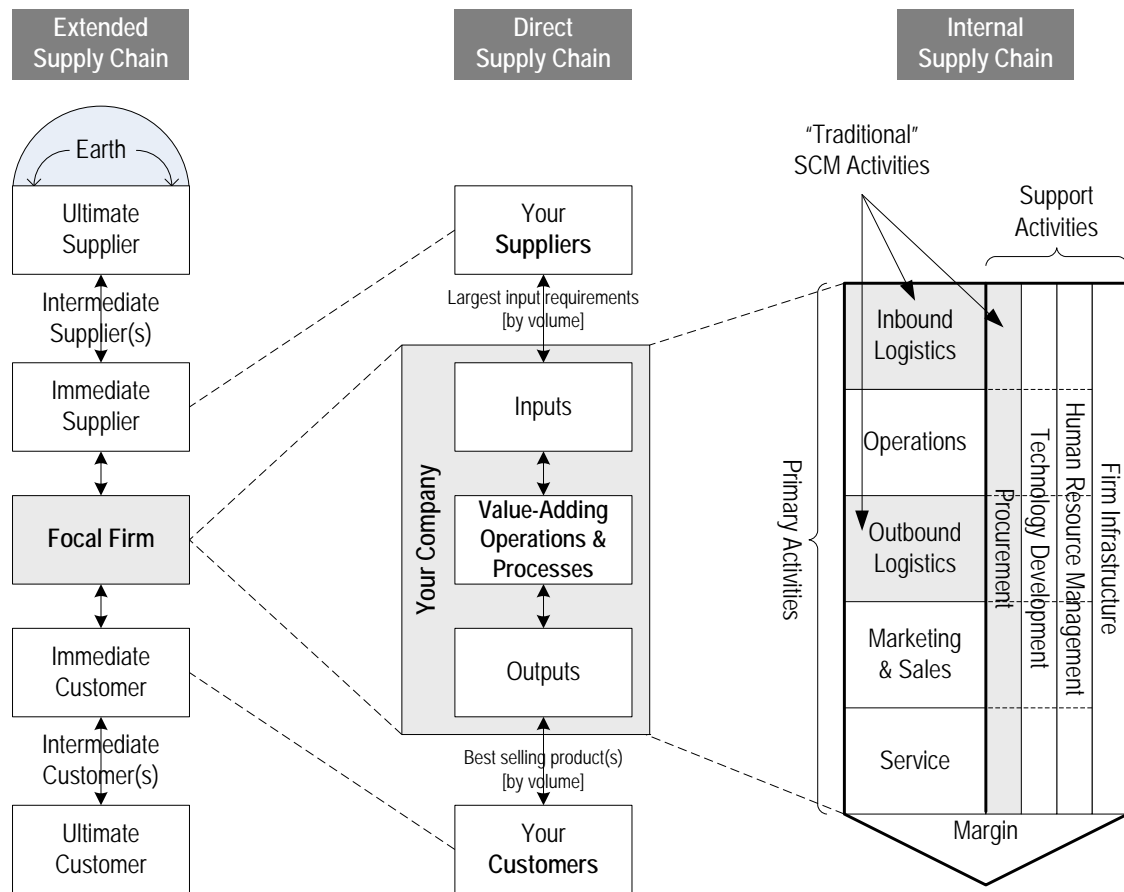 Extended
Supply Chain
Direct
Supply Chain
Internal
Supply Chain
Earth
Ultimate
Supplier
Intermediate
Supplier(s)
Immediate
Supplier
Focal Firm
Immediate
Customer
Intermediate
Customer(s)
Ultimate
Customer
Your
Suppliers
Largest input requirements
[by volume]
Your Company
Inputs
Value-Adding
Operations &
Processes
Outputs
Best selling product(s)
[by volume]
Your
Customers
“Traditional”
SCM Activities
Support
Activities
Primary Activities
Inbound
Logistics
Operations
Outbound
Logistics
Marketing
& Sales
Service
Procurement
Technology Development
Human Resource Management
Firm Infrastructure
Margin